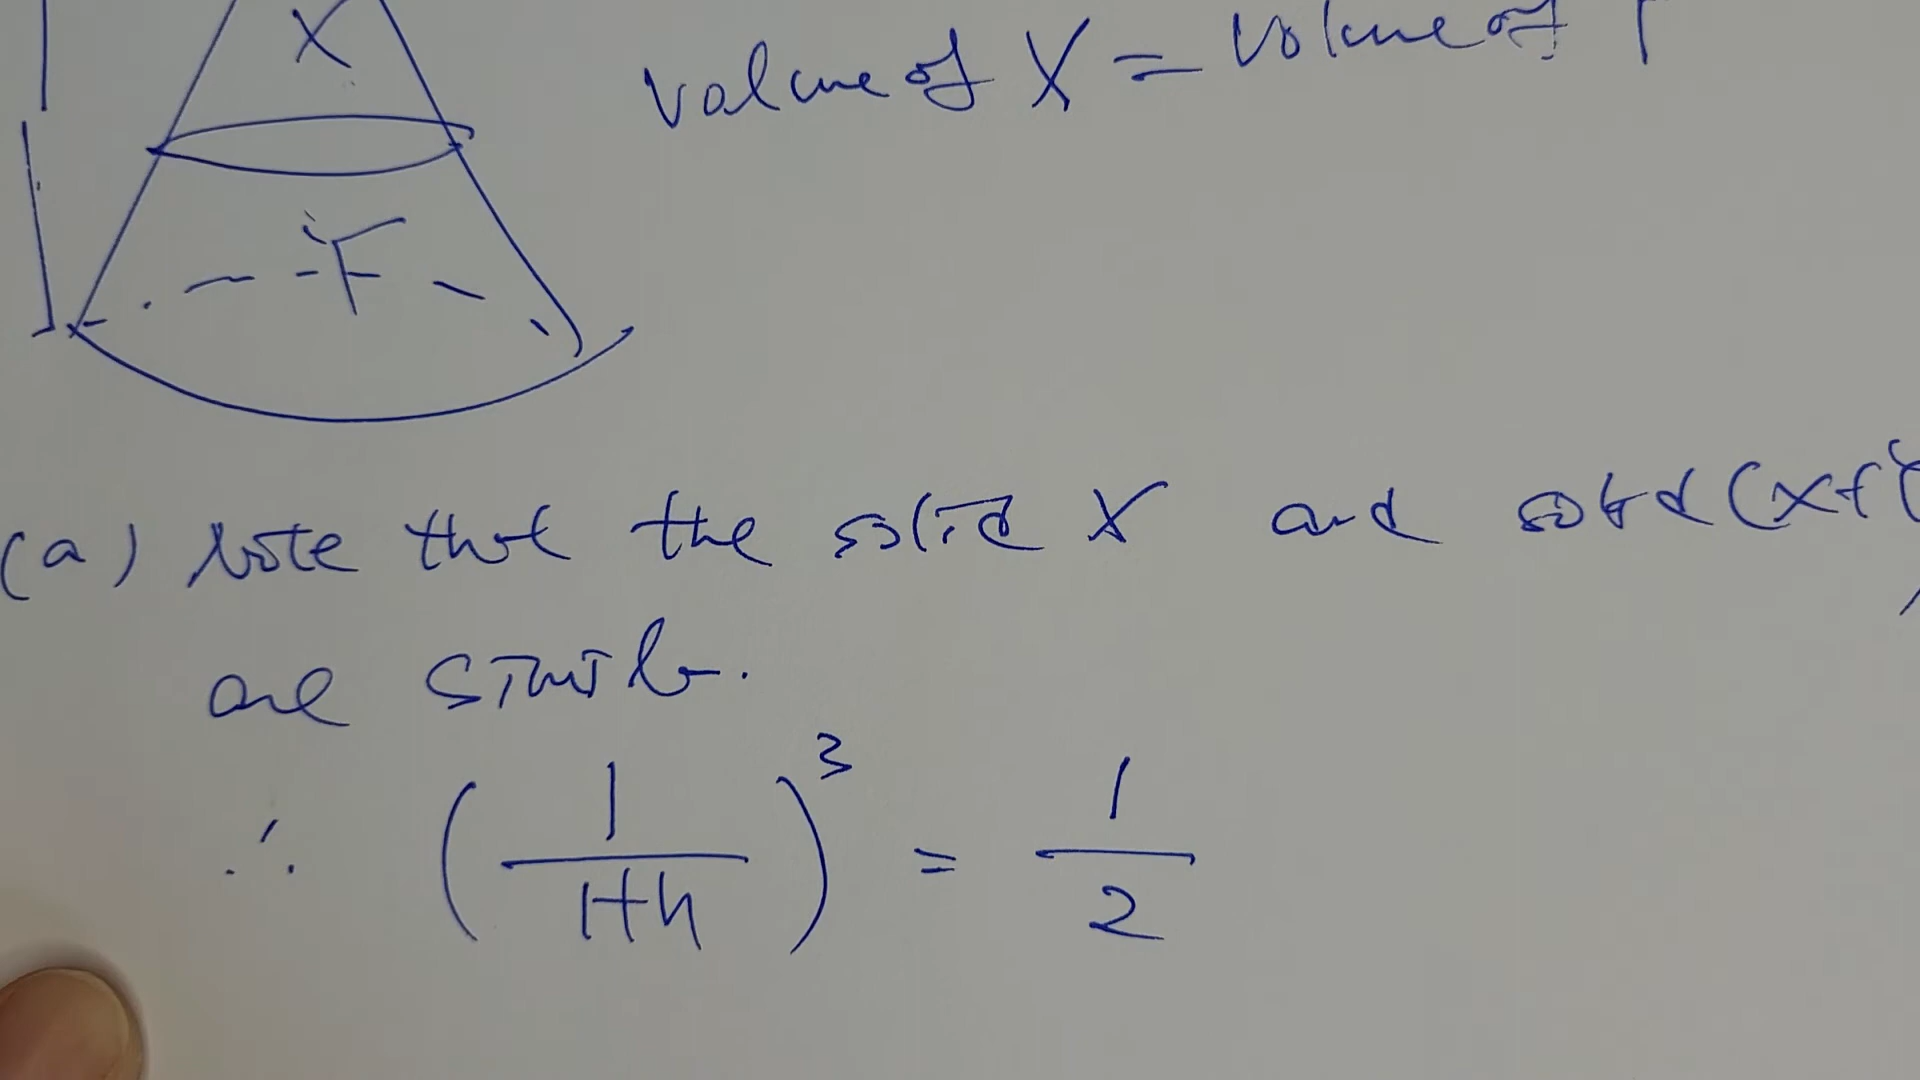 X
volume of X = volume of F
F
(a) Note that the solid X and solid (X+F
are similar.
∴ (1/(1+h))³ = 1/2